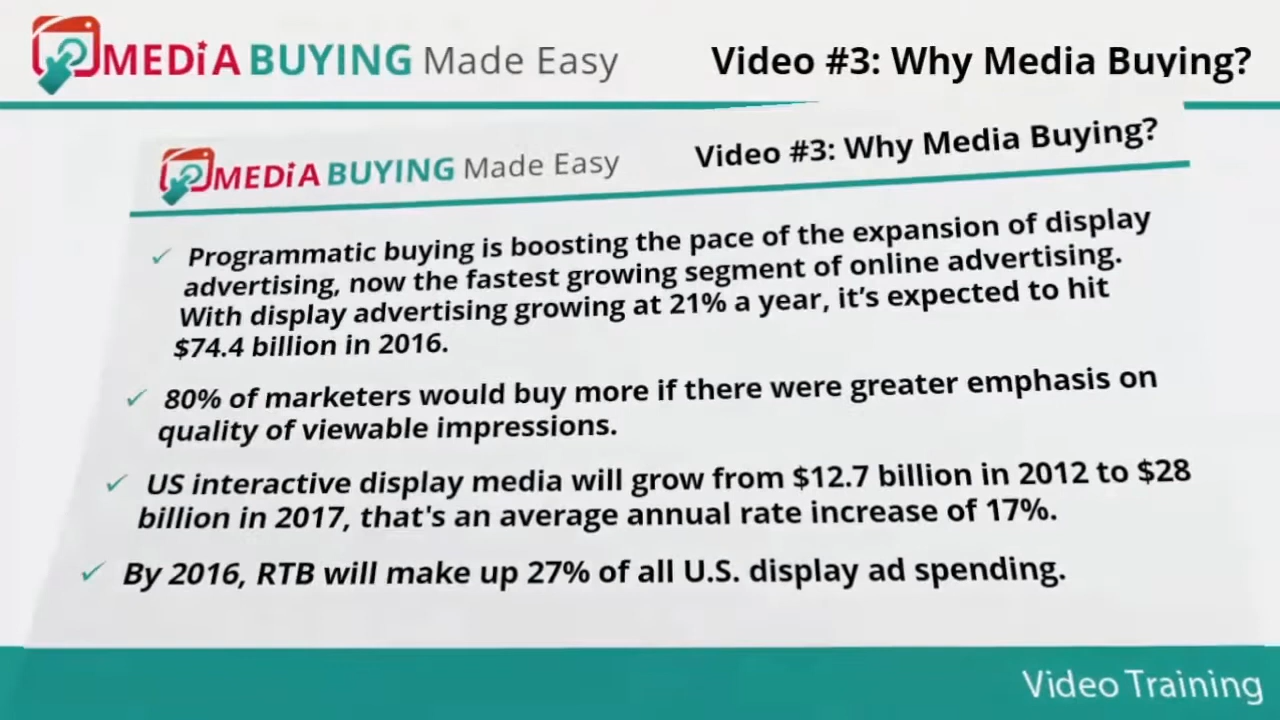 MEDiA BUYING Made Easy
Video #3: Why Media Buying?
MEDiA BUYING Made Easy
Video #3: Why Media Buying?
✓ Programmatic buying is boosting the pace of the expansion of display
advertising, now the fastest growing segment of online advertising.
With display advertising growing at 21% a year, it’s expected to hit
$74.4 billion in 2016.
✓ 80% of marketers would buy more if there were greater emphasis on
quality of viewable impressions.
✓ US interactive display media will grow from $12.7 billion in 2012 to $28
billion in 2017, that's an average annual rate increase of 17%.
✓ By 2016, RTB will make up 27% of all U.S. display ad spending.
Video Training